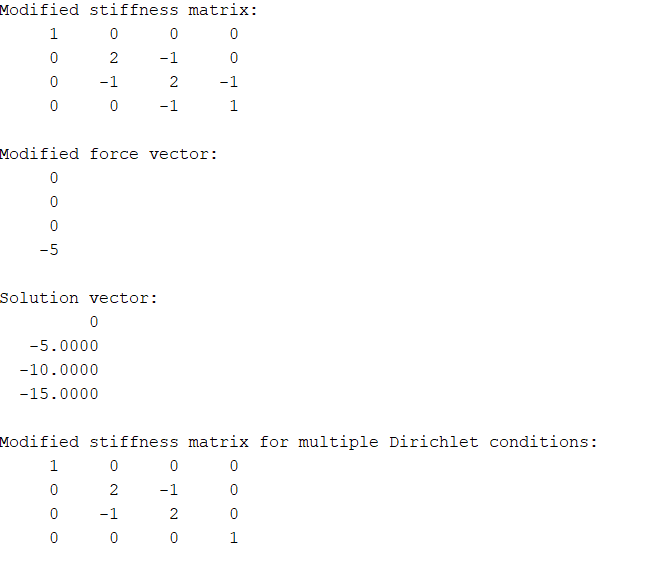 Modified stiffness matrix:
1 0 0 0
0 2 -1 0
0 -1 2 -1
0 0 -1 1
Modified force vector:
0
0
0
-5
Solution vector:
0
-5.0000
-10.0000
-15.0000
Modified stiffness matrix for multiple Dirichlet conditions:
1 0 0 0
0 2 -1 0
0 -1 2 0
0 0 0 1